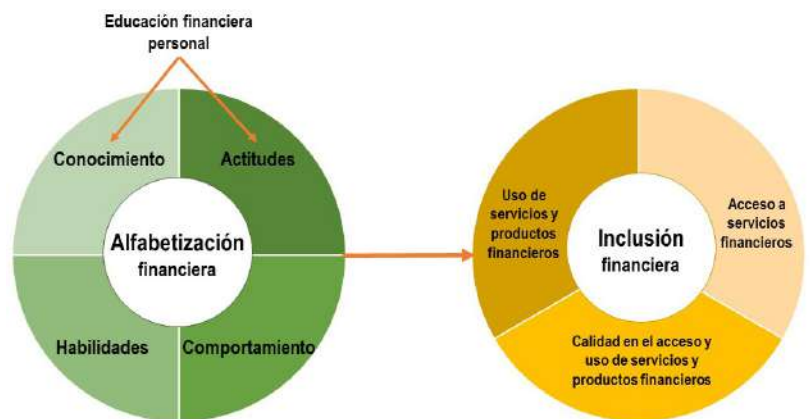 Educación financiera
personal
Conocimiento
Actitudes
Alfabetización
financiera
Habilidades
Comportamiento
Uso de
servicios y
productos
financieros
Acceso a
servicios
financieros
Inclusión
financiera
Calidad en el acceso y
uso de servicios y
productos financieros